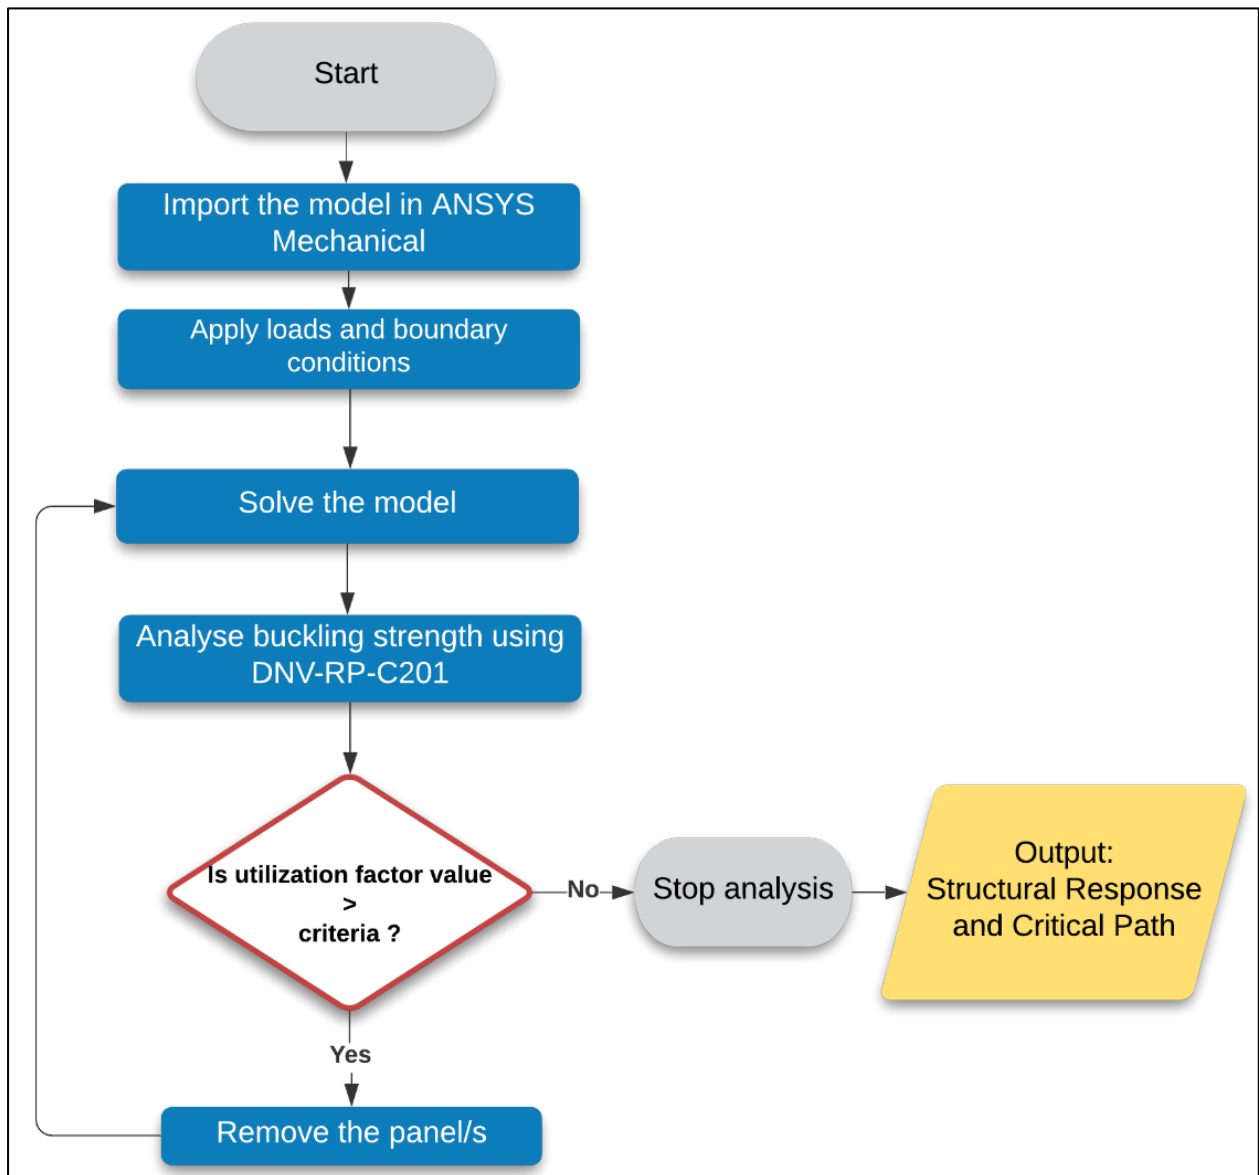 Start
Import the model in ANSYS
Mechanical
Apply loads and boundary
conditions
Solve the model
Analyse buckling strength using
DNV-RP-C201
Is utilization factor value
>
criteria ?
No
Stop analysis
Output:
Structural Response
and Critical Path
Yes
Remove the panel/s